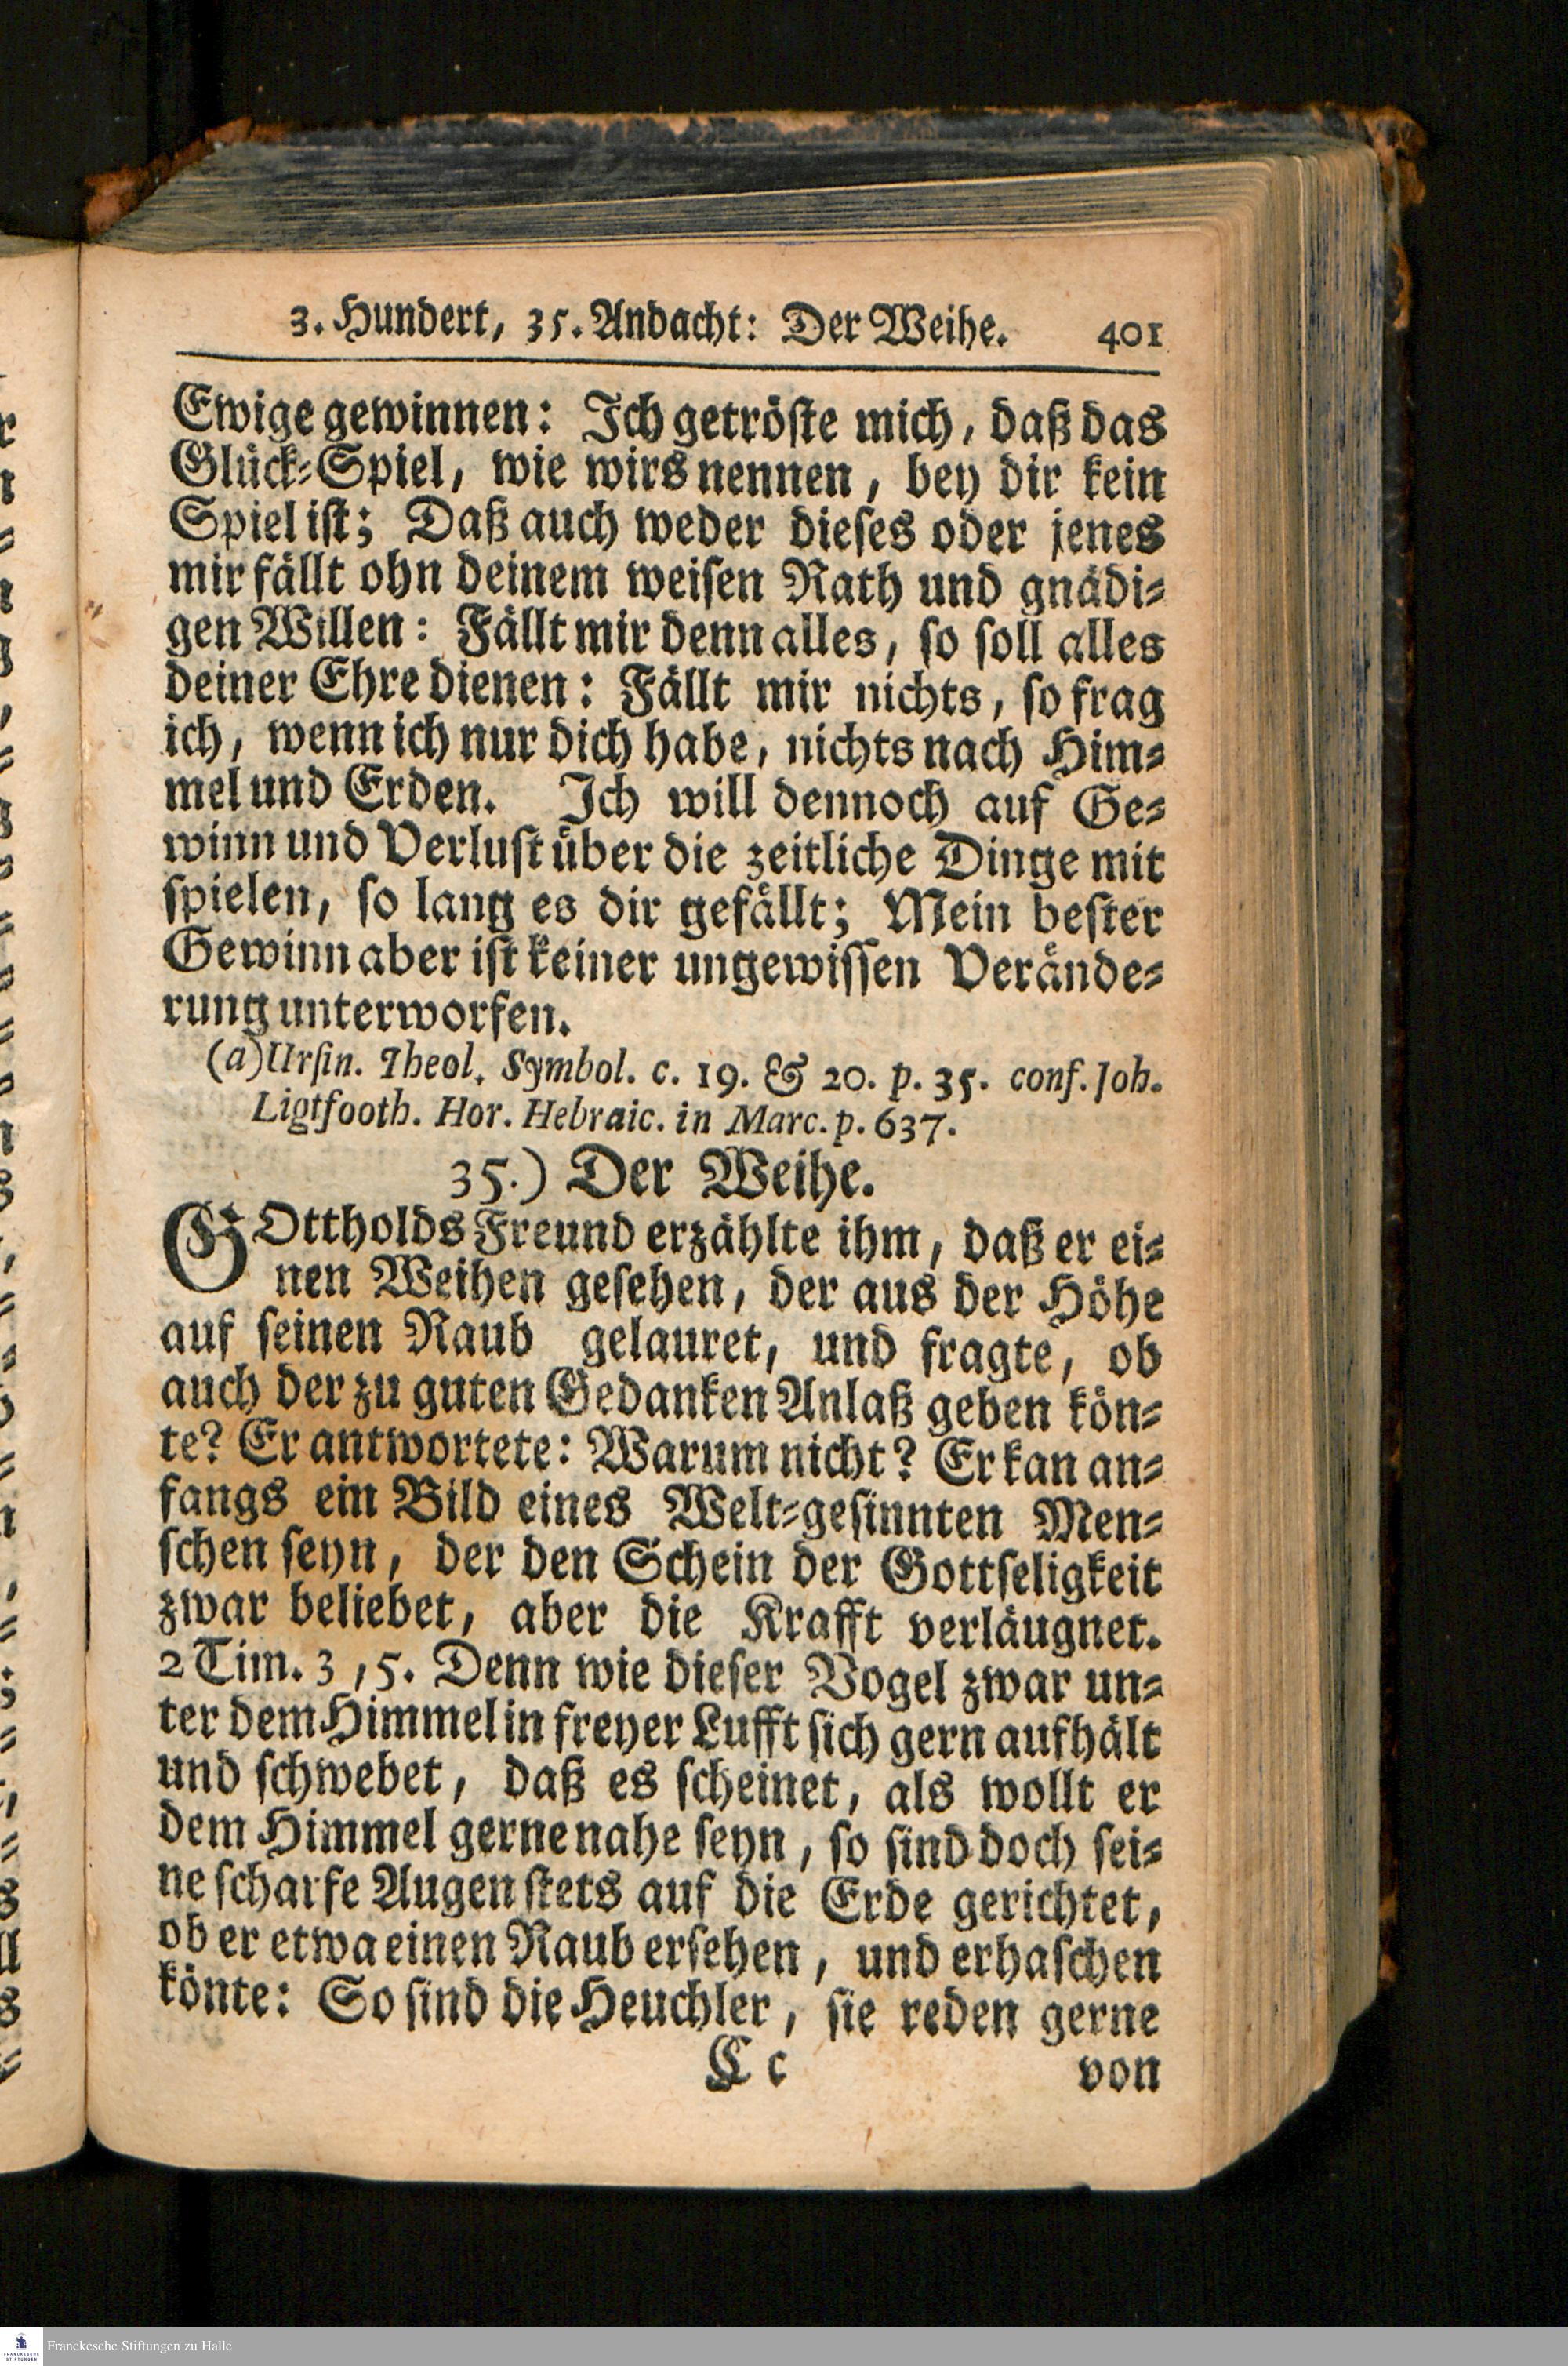 3. Hundert, 35. Andacht: Der Weihe. 401
Ewige gewinnen: Ich getröste mich, daß das
Glück-Spiel, wie wirs nennen, bey dir kein
Spiel ist; Daß auch weder dieses oder jenes
mir fällt ohn deinem weisen Rath und gnädi-
gen Willen: Fällt mir denn alles, so soll alles
deiner Ehre dienen: Fällt mir nichts, so frag
ich, wenn ich nur dich habe, nichts nach Him-
mel und Erden. Ich will dennoch auf Ge-
winn und Verlust über die zeitliche Dinge mit
spielen, so lang es dir gefällt; Mein bester
Gewinn aber ist keiner ungewissen Verände-
rung unterworfen.
(a) Ursin. Theol. Symbol. c. 19. & 20. p. 35. conf. Joh.
Ligtfooth. Hor. Hebraic. in Marc. p. 637.
35.) Der Weihe.
GOttholds Freund erzählte ihm, daß er ei-
nen Weihen gesehen, der aus der Höhe
auf seinen Raub gelauret, und fragte, ob
auch der zu guten Gedanken Anlaß geben kön-
te? Er antwortete: Warum nicht? Er kan an-
fangs ein Bild eines Welt-gesinnten Men-
schen seyn, der den Schein der Gottseligkeit
zwar beliebet, aber die Krafft verläugnet.
2 Tim. 3, 5. Denn wie dieser Vogel zwar un-
ter dem Himmel in freyer Lufft sich gern aufhält
und schwebet, daß es scheinet, als wollt er
dem Himmel gerne nahe seyn, so sind doch sei-
ne scharfe Augen stets auf die Erde gerichtet,
ob er etwa einen Raub ersehen, und erhaschen
könte: So sind die Heuchler, sie reden gerne
C c von
Franckesche Stiftungen zu Halle